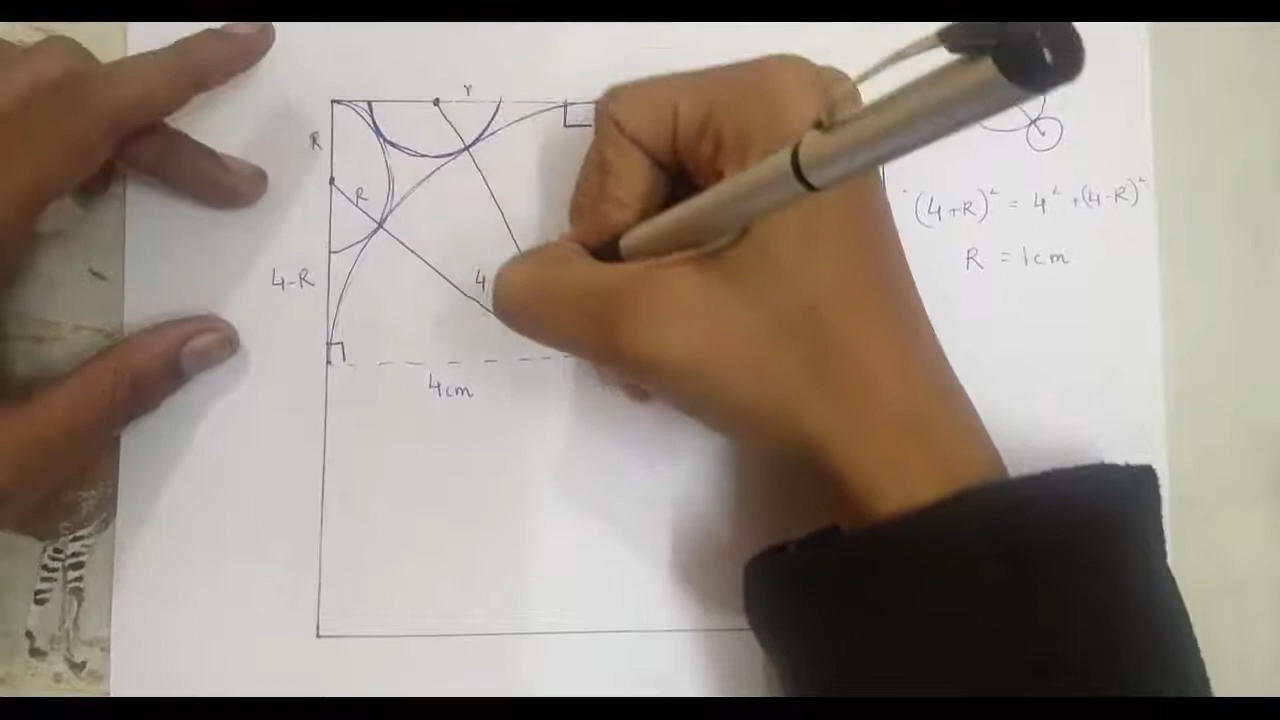 r
R
R
4-R
4
4cm
(4+R)² = 4² + (4-R)²
R = 1cm